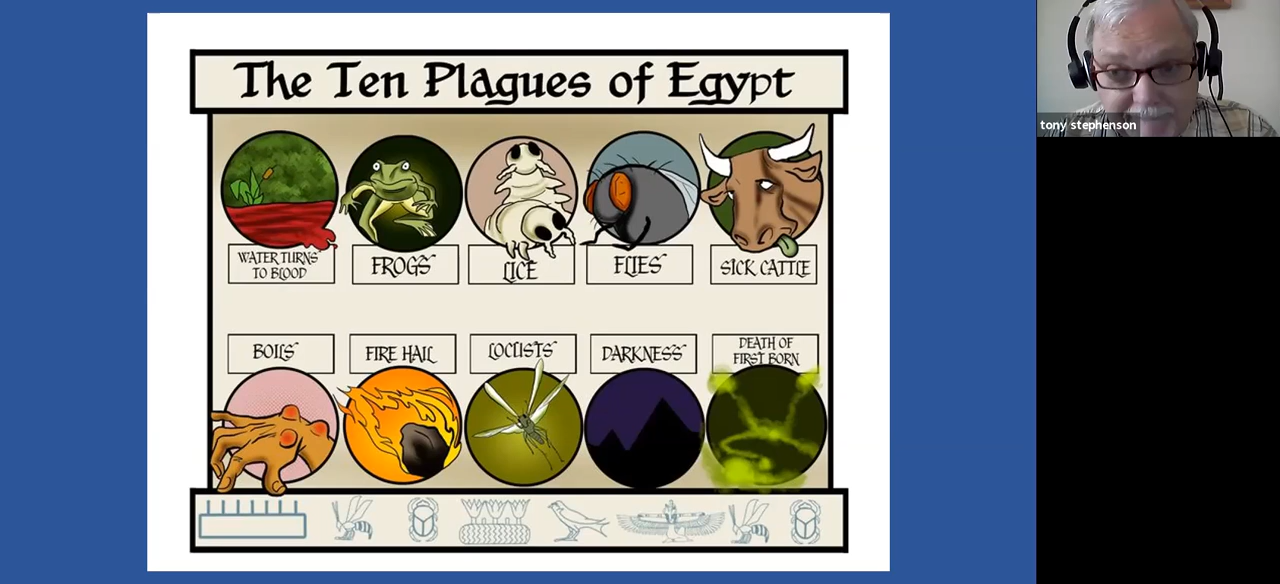 The Ten Plagues of Egypt
tony stephenson
WATER TURNS
TO BLOOD
FROGS
LICE
FLIES
SICK CATTLE
BOILS
FIRE HAIL
LOCUSTS
DARKNESS
DEATH OF
FIRST BORN